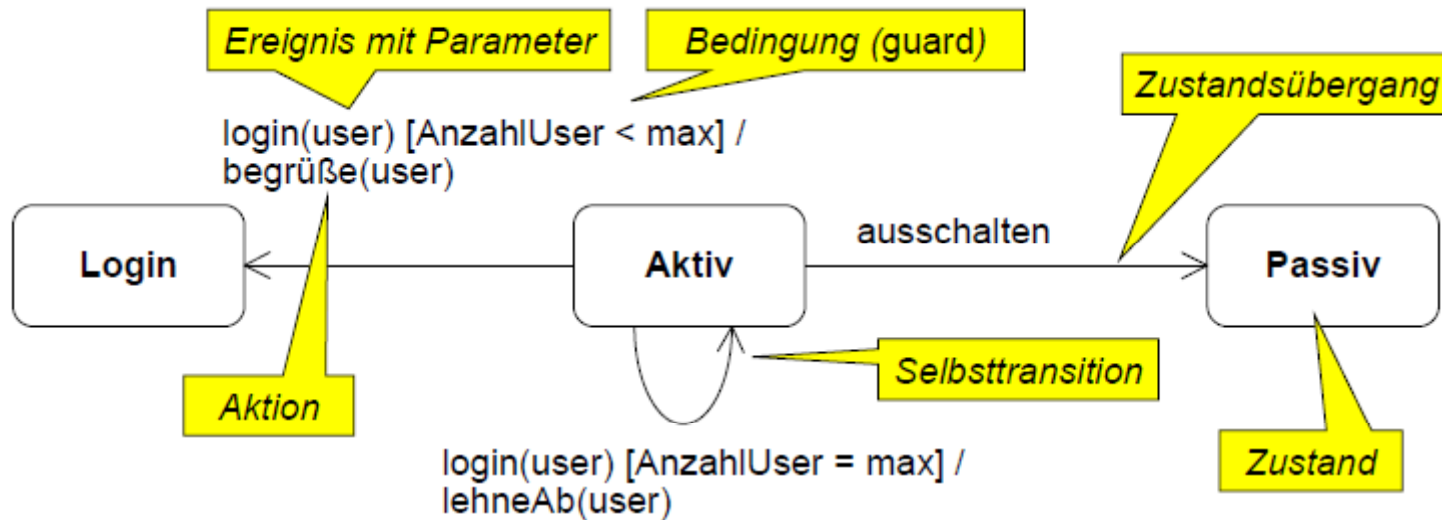 Ereignis mit Parameter
Bedingung (guard)
Zustandsübergang
login(user) [AnzahlUser < max] /
begrüße(user)
ausschalten
Login
Aktiv
Passiv
Selbsttransition
Aktion
login(user) [AnzahlUser = max] /
lehneAb(user)
Zustand